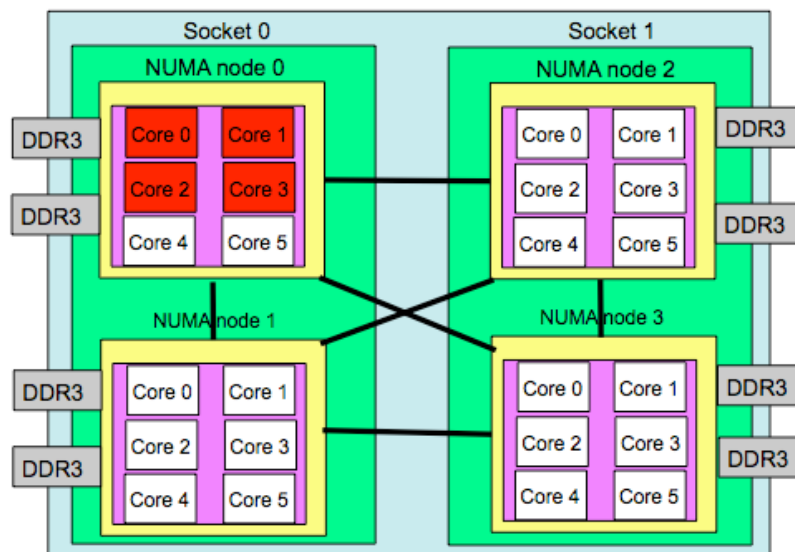 Socket 0
Socket 1
NUMA node 0
NUMA node 2
DDR3
DDR3
Core 0
Core 1
Core 2
Core 3
Core 4
Core 5
Core 0
Core 1
Core 2
Core 3
Core 4
Core 5
DDR3
DDR3
NUMA node 1
NUMA node 3
DDR3
DDR3
Core 0
Core 1
Core 2
Core 3
Core 4
Core 5
Core 0
Core 1
Core 2
Core 3
Core 4
Core 5
DDR3
DDR3